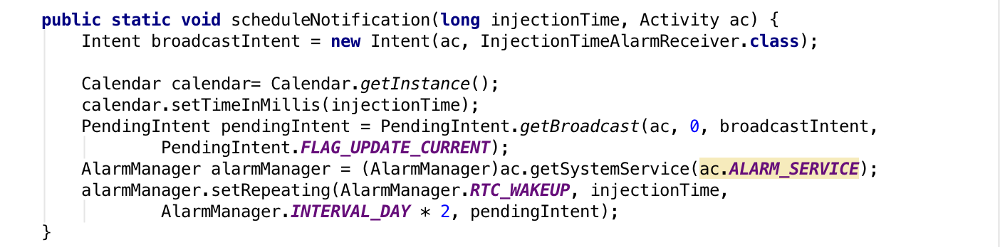 public static void scheduleNotification(long injectionTime, Activity ac) {
    Intent broadcastIntent = new Intent(ac, InjectionTimeAlarmReceiver.class);
    Calendar calendar= Calendar.getInstance();
    calendar.setTimeInMillis(injectionTime);
    PendingIntent pendingIntent = PendingIntent.getBroadcast(ac, 0, broadcastIntent,
            PendingIntent.FLAG_UPDATE_CURRENT);
    AlarmManager alarmManager = (AlarmManager)ac.getSystemService(ac.ALARM_SERVICE);
    alarmManager.setRepeating(AlarmManager.RTC_WAKEUP, injectionTime,
            AlarmManager.INTERVAL_DAY * 2, pendingIntent);
}